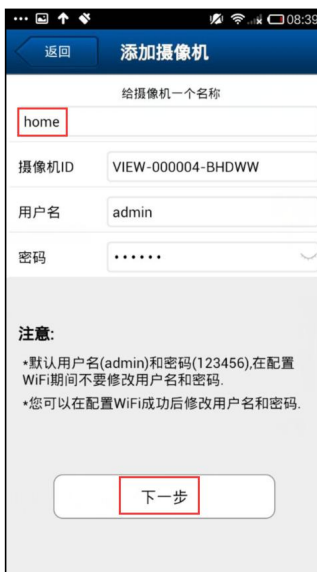 ... 08:39
返回 添加摄像机
给摄像机一个名称
home
摄像机ID VIEW-000004-BHDWW
用户名 admin
密码 ••••••
注意:
*默认用户名(admin)和密码(123456),在配置
WiFi期间不要修改用户名和密码.
*您可以在配置WiFi成功后修改用户名和密码.
下一步